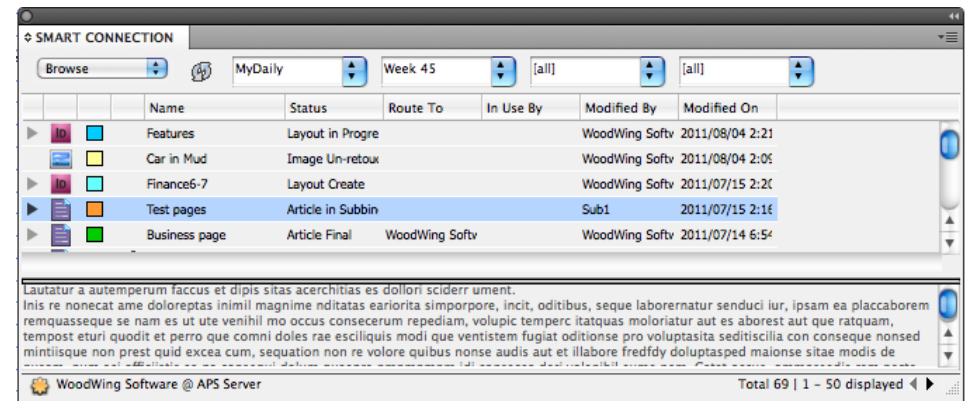 SMART CONNECTION
Browse MyDaily Week 45 [all] [all]
Name Status Route To In Use By Modified By Modified On
ID Features Layout in Progre WoodWing Softv 2011/08/04 2:21
Car in Mud Image Un-retouc WoodWing Softv 2011/08/04 2:09
ID Finance6-7 Layout Create WoodWing Softv 2011/07/15 2:20
Test pages Article in Subbin Sub1 2011/07/15 2:16
Business page Article Final WoodWing Softv WoodWing Softv 2011/07/14 6:54
Lautatur a autemperum faccus et dipis sitas acerchitias es dollori sciderr ument.
Inis re nonecat ame doloreptas inimil magnime nditatas eariorita simporpore, incit, oditibus, seque laborernatur senduci iur, ipsam ea placcaborem
remquasseque se nam es ut ute venihil mo occus consecerum repediam, volupic temperc itatquas moloriatur aut es aborest aut que ratquam,
tempost eturi quodit et perro que comni doles rae esciliquis modi que ventistem fugiat oditionse pro voluptasita seditiscilia con conseque nonsed
mintiisque non prest quid excea cum, sequation non re volore quibus nonse audis aut et illabore fredfdy doluptasped maionse sitae modis de
WoodWing Software @ APS Server Total 69 | 1 - 50 displayed